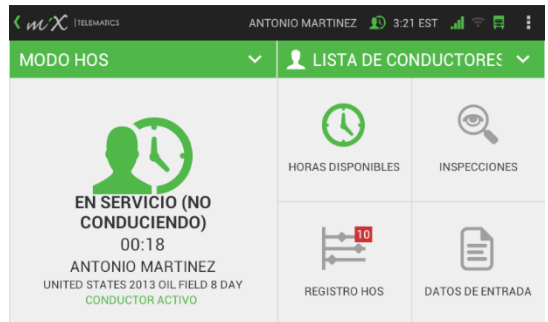 mix TELEMATICS ANTONIO MARTINEZ 3:21 EST
MODO HOS
LISTA DE CONDUCTORES
EN SERVICIO (NO
CONDUCIENDO)
00:18
ANTONIO MARTINEZ
UNITED STATES 2013 OIL FIELD 8 DAY
CONDUCTOR ACTIVO
HORAS DISPONIBLES
INSPECCIONES
10
REGISTRO HOS
DATOS DE ENTRADA